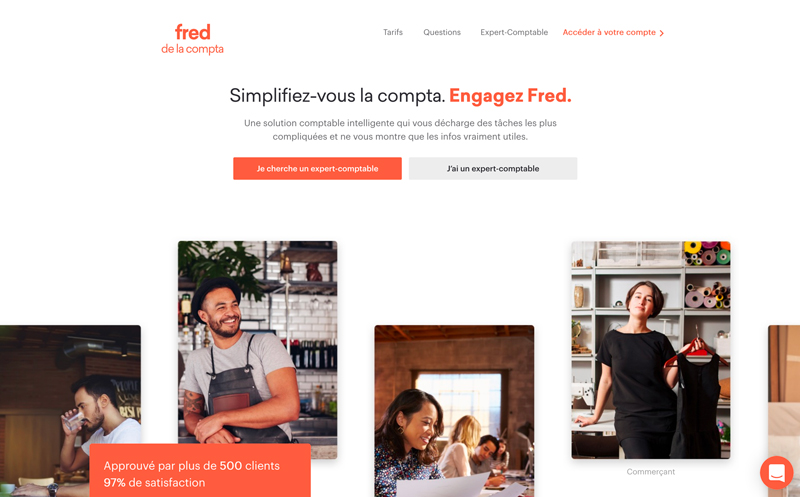 fred
de la compta
Tarifs
Questions
Expert-Comptable
Accéder à votre compte
Simplifiez-vous la compta. Engagez Fred.
Une solution comptable intelligente qui vous décharge des tâches les plus
compliquées et ne vous montre que les infos vraiment utiles.
Je cherche un expert-comptable
J'ai un expert-comptable
Approuvé par plus de 500 clients
97% de satisfaction
Commerçant